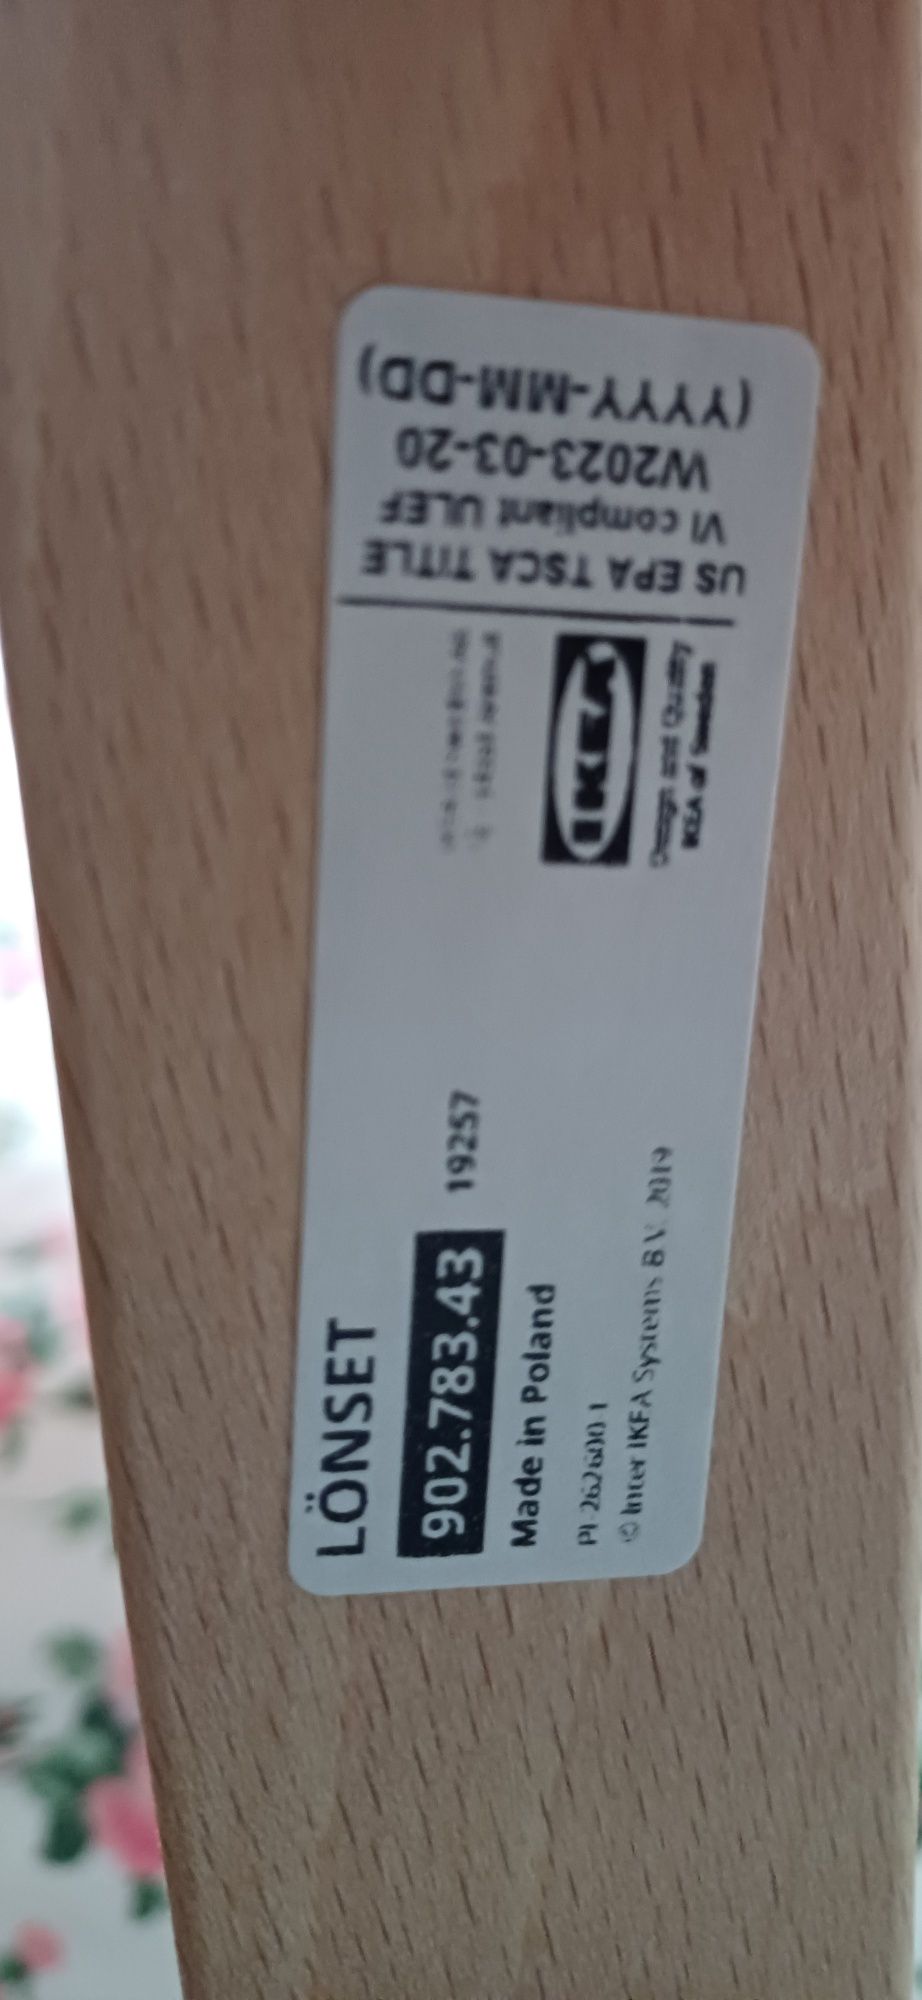 LÖNSET
902.783.43 19257
Made in Poland
© Inter IKEA Systems B.V. 2019
IKEA
Design and Quality
IKEA of Sweden
US EPA TSCA TITLE
VI compliant ULEF
W2023-03-20
(YYYY-MM-DD)